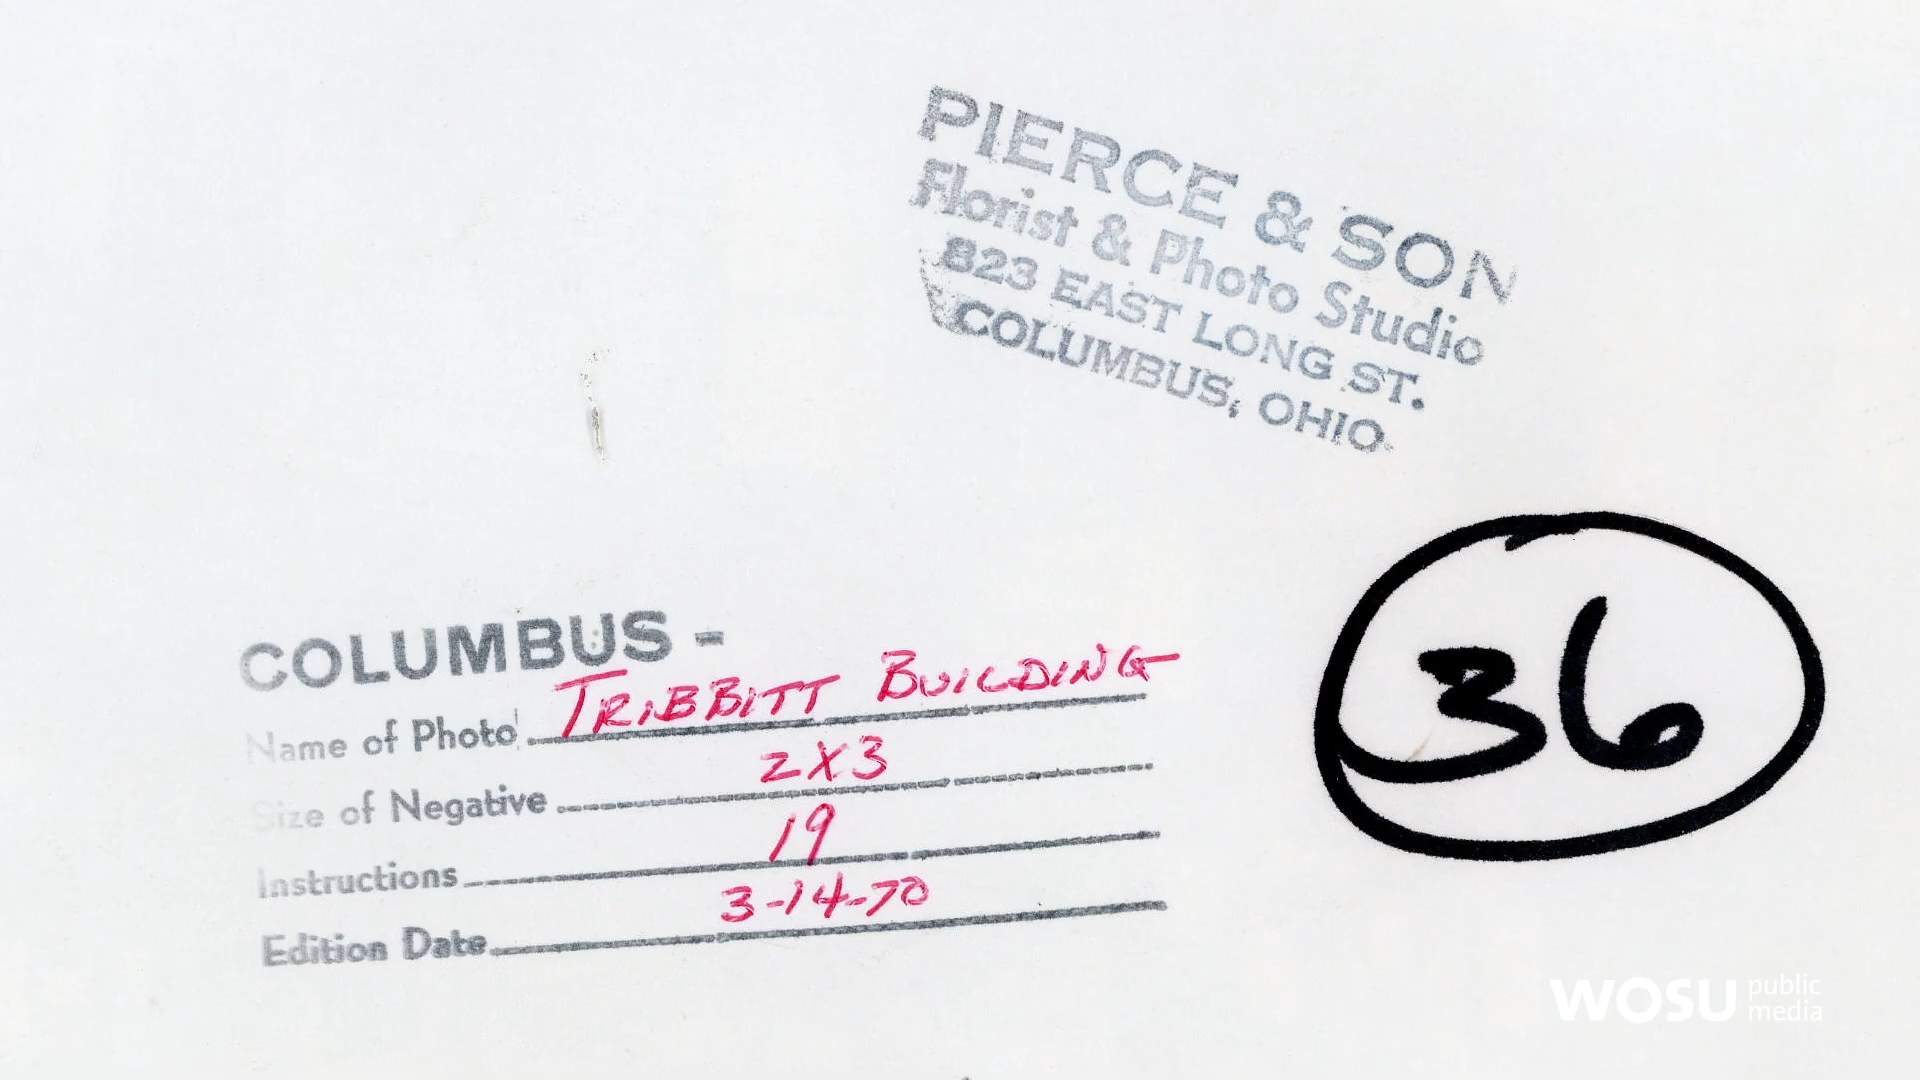 PIERCE & SON
Florist & Photo Studio
823 EAST LONG ST.
COLUMBUS, OHIO
36
COLUMBUS -
Name of Photo TRIBBITT BUILDING
Size of Negative 2X3
Instructions 19
Edition Date 3-14-70
WOSU public media